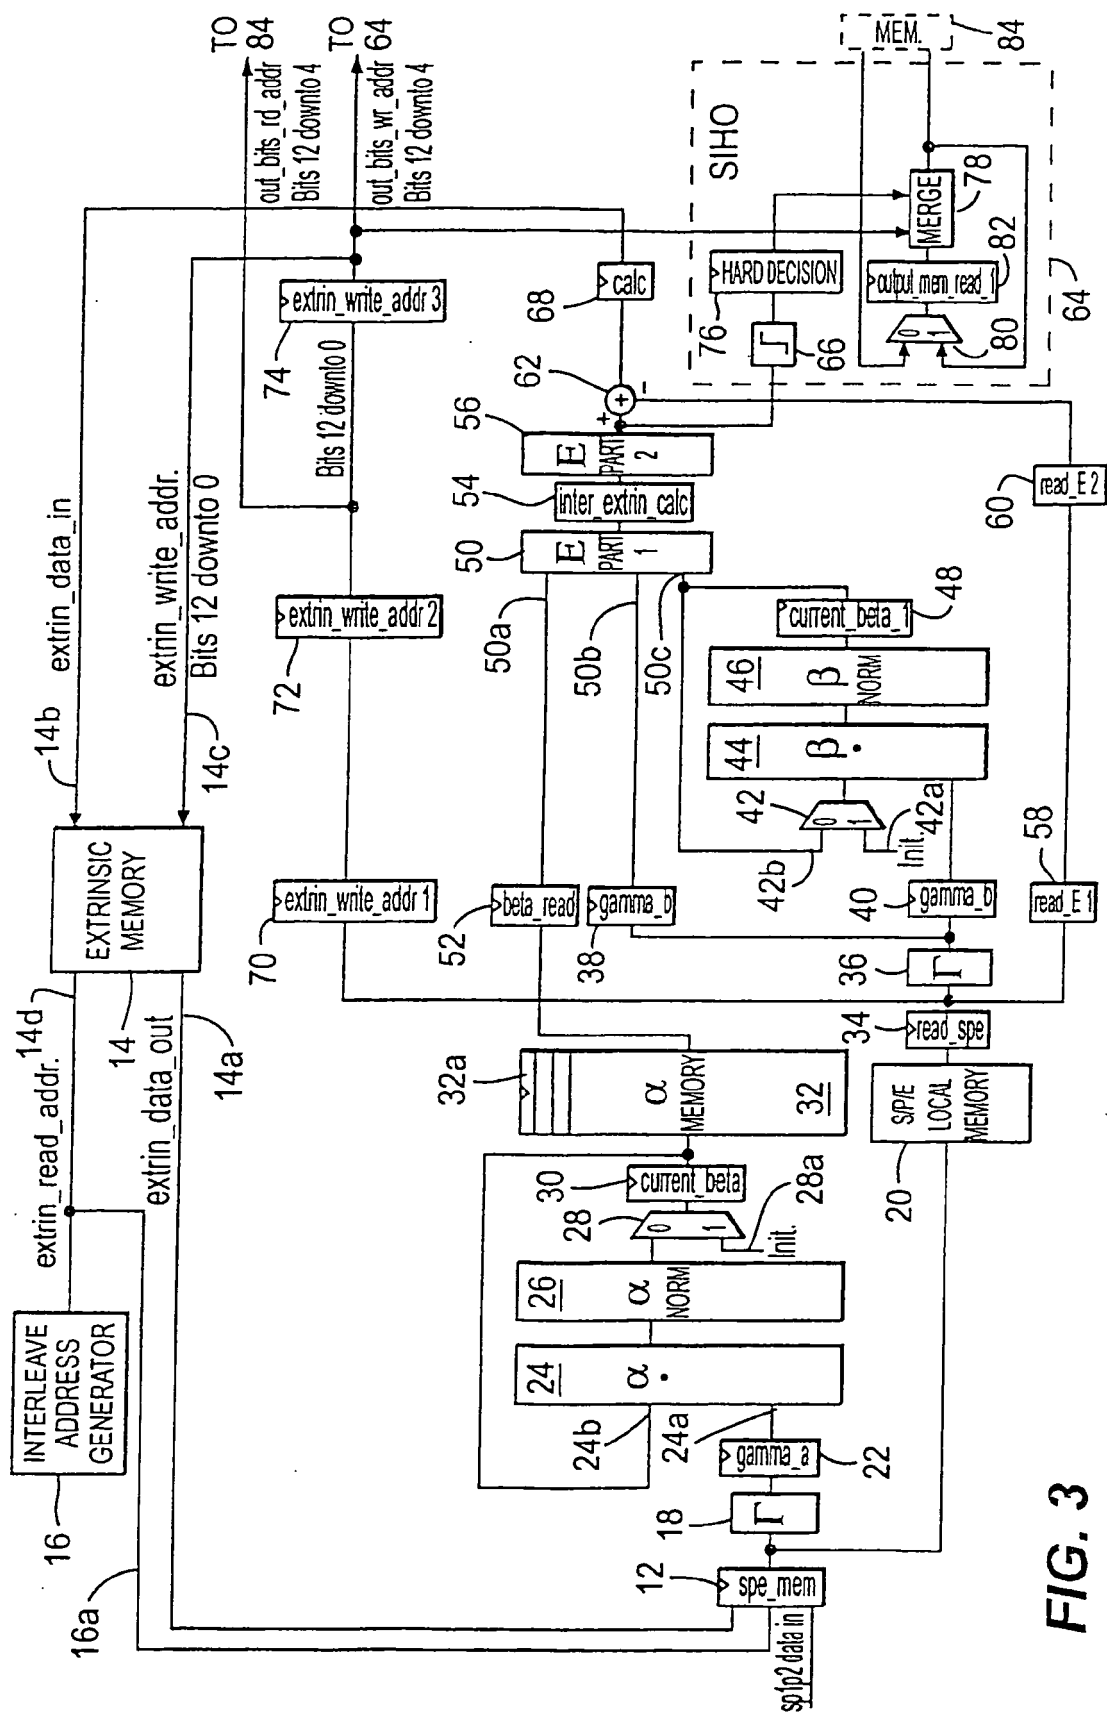 16
INTERLEAVE
ADDRESS
GENERATOR
16a
extrin_read_addr.
14d
14
EXTRINSIC
MEMORY
extrin_data_out
14a
14b
extrin_data_in
14c
extrin_write_addr.
Bits 12 downto 0
70
extrin_write_addr 1
72
extrin_write_addr 2
Bits 12 downto 0
74
extrin_write_addr 3
TO
84
out_bits_rd_addr
Bits 12 downto 4
TO
64
out_bits_wr_addr
Bits 12 downto 4
sp1p2 data in
12
spe_mem
18
Γ
gamma_a
22
24a
24b
24
α
26
α
NORM
28
0
1
Init.
28a
30
current_beta
32a
α
MEMORY
32
20
S/P/E
LOCAL
MEMORY
34
read_spe
36
Γ
38
gamma_b
40
gamma_b
52
beta_read
42
0
1
Init.
42a
42b
44
β
46
β
NORM
current_beta_1
48
50a
50b
50c
50
E
PART
1
54
inter_extrin_calc
56
E
PART
2
58
read_E 1
60
read_E 2
62
+
+
-
68
calc
SIHO
66
76
HARD DECISION
0
1
80
output_mem_read_1
82
MERGE
78
64
MEM.
84
FIG. 3